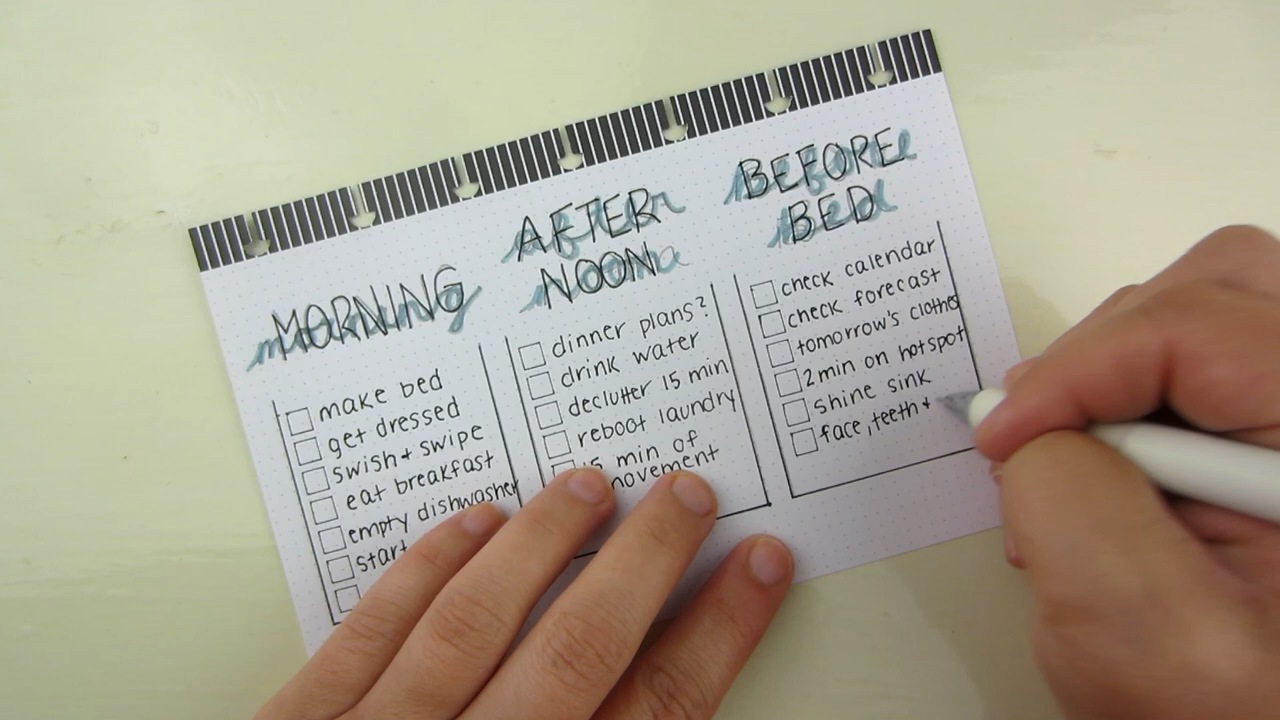 MORNING
make bed
get dressed
swish + swipe
eat breakfast
empty dishwasher
start
AFTER
NOON
dinner plans?
drink water
declutter 15 min
reboot laundry
15 min of
movement
BEFORE
BED
check calendar
check forecast
tomorrow's clothes
2 min on hotspot
shine sink
face, teeth +